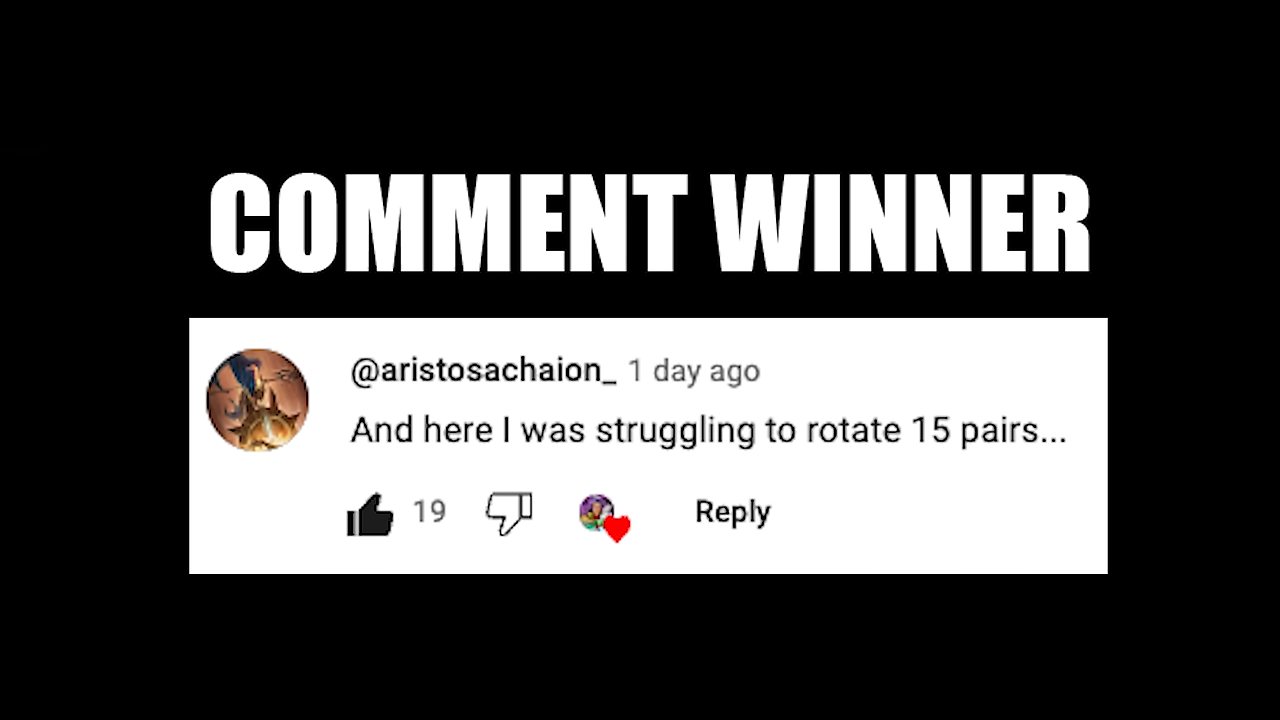 COMMENT WINNER
@aristosachaion_ 1 day ago
And here I was struggling to rotate 15 pairs...
19 Reply